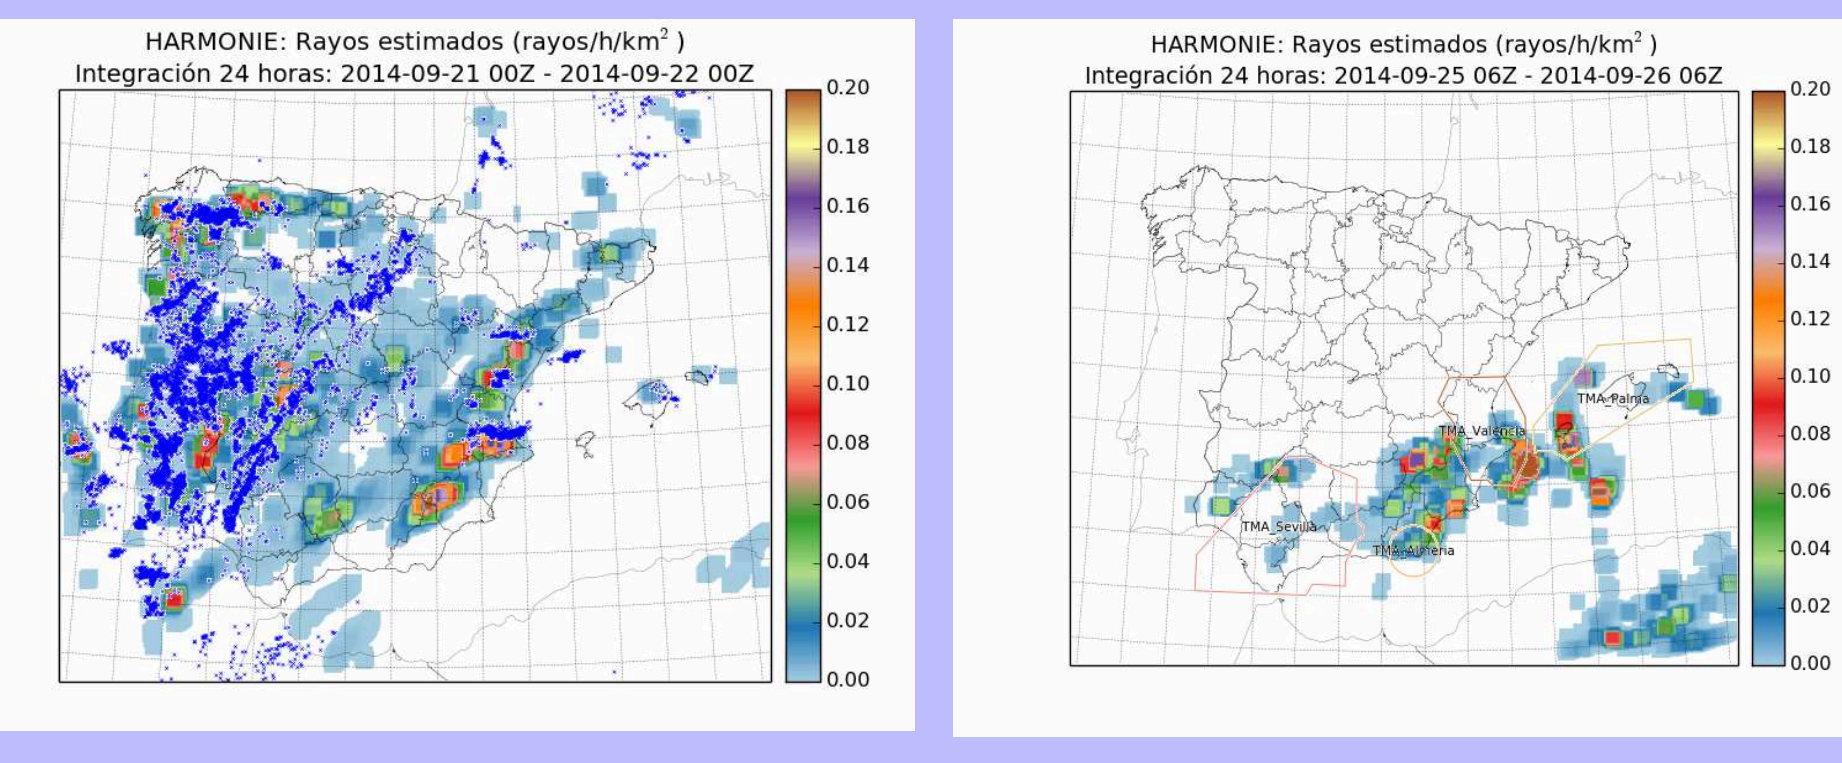 HARMONIE: Rayos estimados (rayos/h/km² )
Integración 24 horas: 2014-09-21 00Z - 2014-09-22 00Z
0.20
0.18
0.16
0.14
0.12
0.10
0.08
0.06
0.04
0.02
0.00
HARMONIE: Rayos estimados (rayos/h/km² )
Integración 24 horas: 2014-09-25 06Z - 2014-09-26 06Z
TMA_Palma
TMA_Valencia
TMA_Sevilla
TMA_Almeria
0.20
0.18
0.16
0.14
0.12
0.10
0.08
0.06
0.04
0.02
0.00